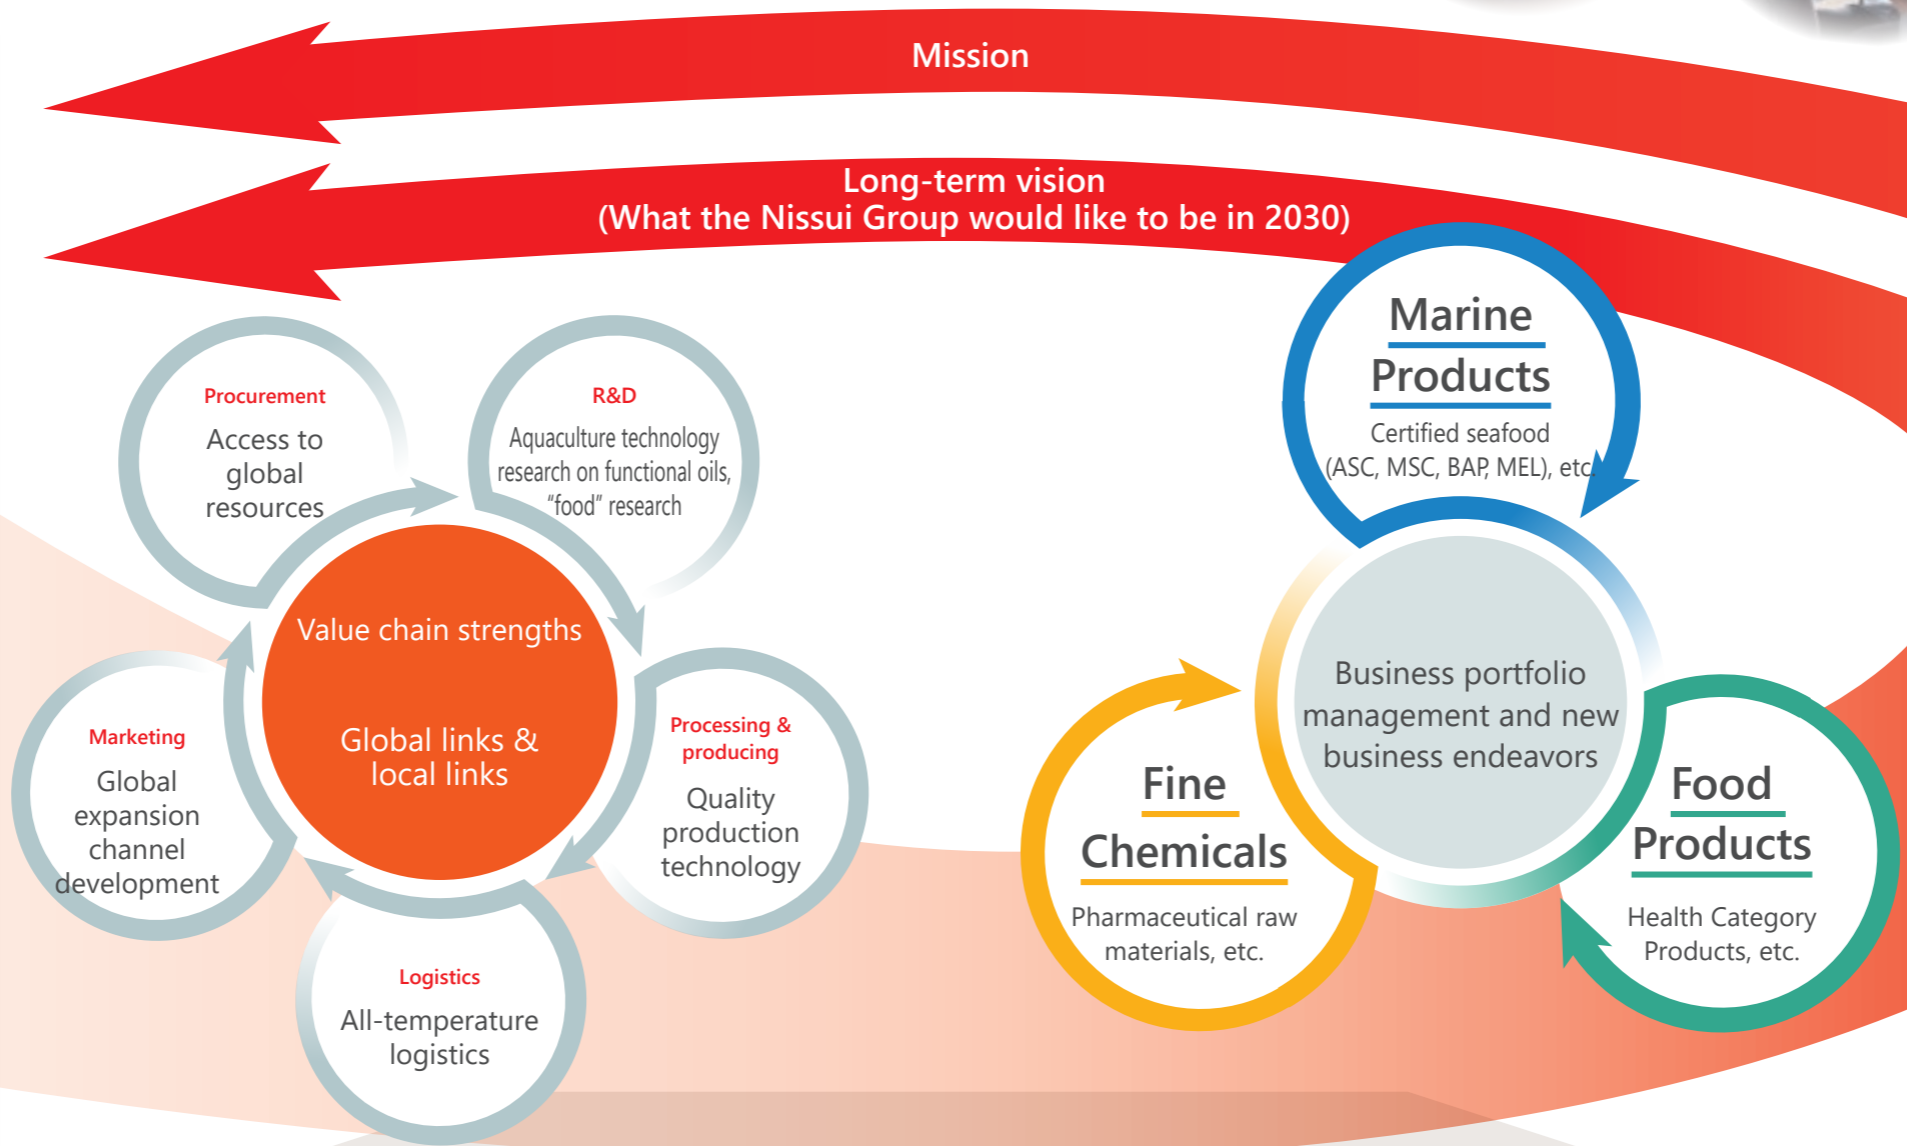 Mission
Long-term vision
(What the Nissui Group would like to be in 2030)
Procurement
Access to
global
resources
R&D
Aquaculture technology
research on functional oils,
“food” research
Value chain strengths
Global links &
local links
Marketing
Global
expansion
channel
development
Processing &
producing
Quality
production
technology
Logistics
All-temperature
logistics
Marine
Products
Certified seafood
(ASC, MSC, BAP, MEL), etc.
Business portfolio
management and new
business endeavors
Fine
Chemicals
Pharmaceutical raw
materials, etc.
Food
Products
Health Category
Products, etc.